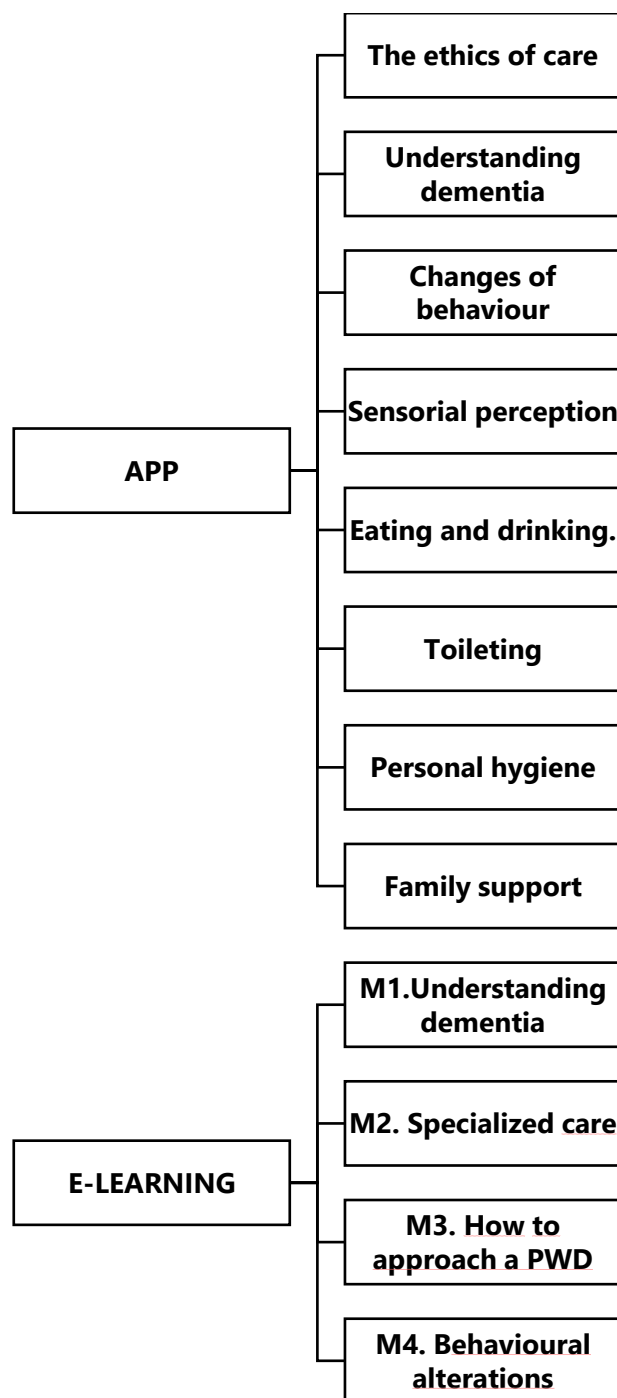 The ethics of care
Understanding
dementia
Changes of
behaviour
Sensorial perception
APP
Eating and drinking.
Toileting
Personal hygiene
Family support
M1.Understanding
dementia
M2. Specialized care
E-LEARNING
M3. How to
approach a PWD
M4. Behavioural
alterations